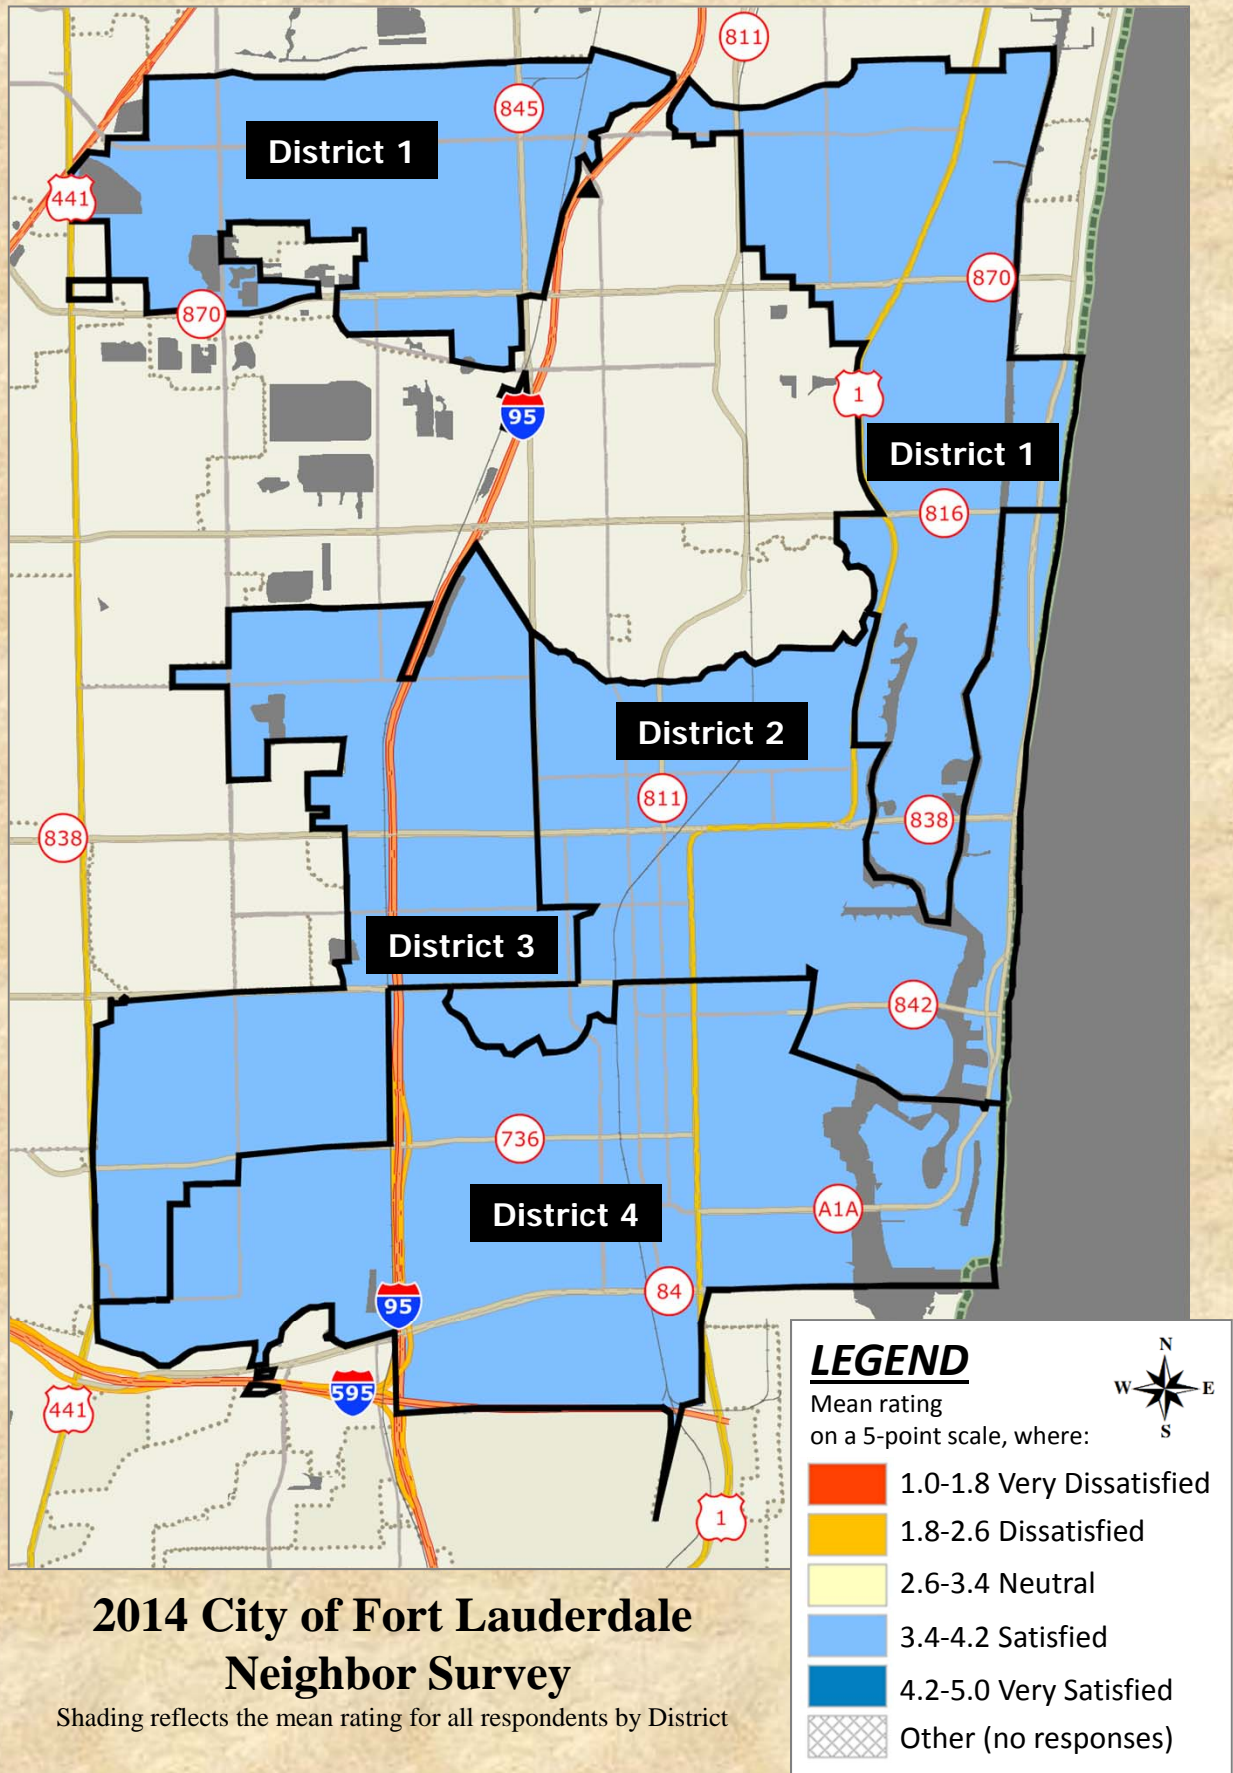 811
845
District 1
441
870
870
1
95
District 1
816
District 2
811
838
838
District 3
842
736
District 4
A1A
84
95
595
441
1
LEGEND
Mean rating
on a 5-point scale, where:
N
W E
S
1.0-1.8 Very Dissatisfied
1.8-2.6 Dissatisfied
2.6-3.4 Neutral
3.4-4.2 Satisfied
4.2-5.0 Very Satisfied
Other (no responses)
2014 City of Fort Lauderdale
Neighbor Survey
Shading reflects the mean rating for all respondents by District